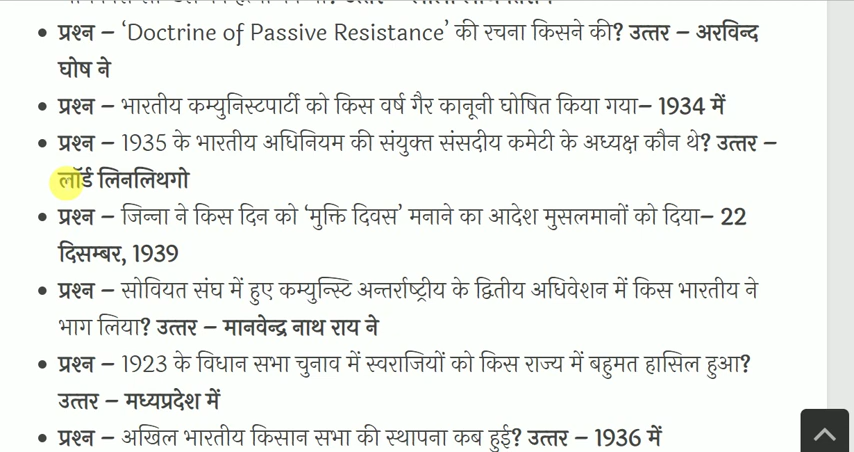 • प्रश्न – ‘Doctrine of Passive Resistance’ की रचना किसने की? उत्तर – अरविन्द
घोष ने
• प्रश्न – भारतीय कम्युनिस्टपार्टी को किस वर्ष गैर कानूनी घोषित किया गया– 1934 में
• प्रश्न – 1935 के भारतीय अधिनियम की संयुक्त संसदीय कमेटी के अध्यक्ष कौन थे? उत्तर –
लॉर्ड लिनलिथगो
• प्रश्न – जिन्ना ने किस दिन को ‘मुक्ति दिवस’ मनाने का आदेश मुसलमानों को दिया– 22
दिसम्बर, 1939
• प्रश्न – सोवियत संघ में हुए कम्युन्स्टि अन्तर्राष्ट्रीय के द्वितीय अधिवेशन में किस भारतीय ने
भाग लिया? उत्तर – मानवेन्द्र नाथ राय ने
• प्रश्न – 1923 के विधान सभा चुनाव में स्वराजियों को किस राज्य में बहुमत हासिल हुआ?
उत्तर – मध्यप्रदेश में
• प्रश्न – अखिल भारतीय किसान सभा की स्थापना कब हुई? उत्तर – 1936 में